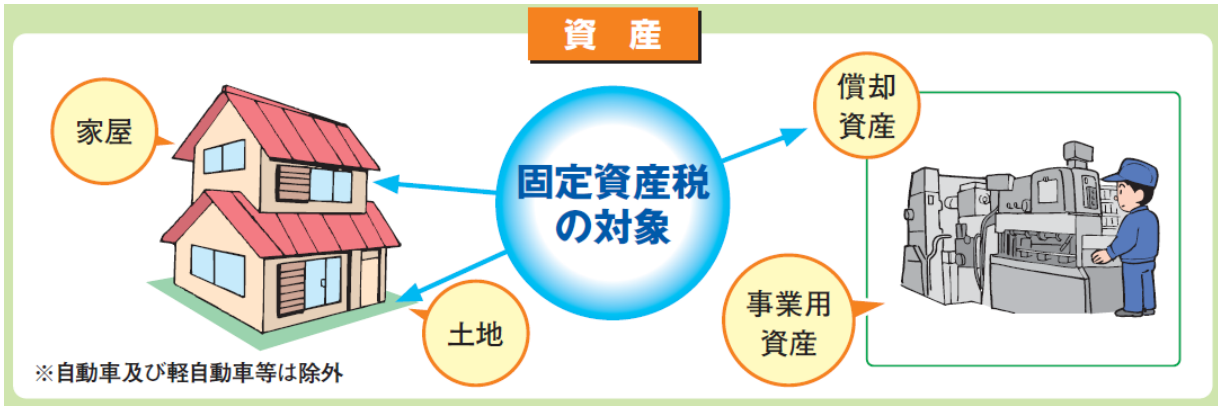 資 産
家屋
固定資産税
の対象
償却
資産
土地
事業用
資産
※自動車及び軽自動車等は除外